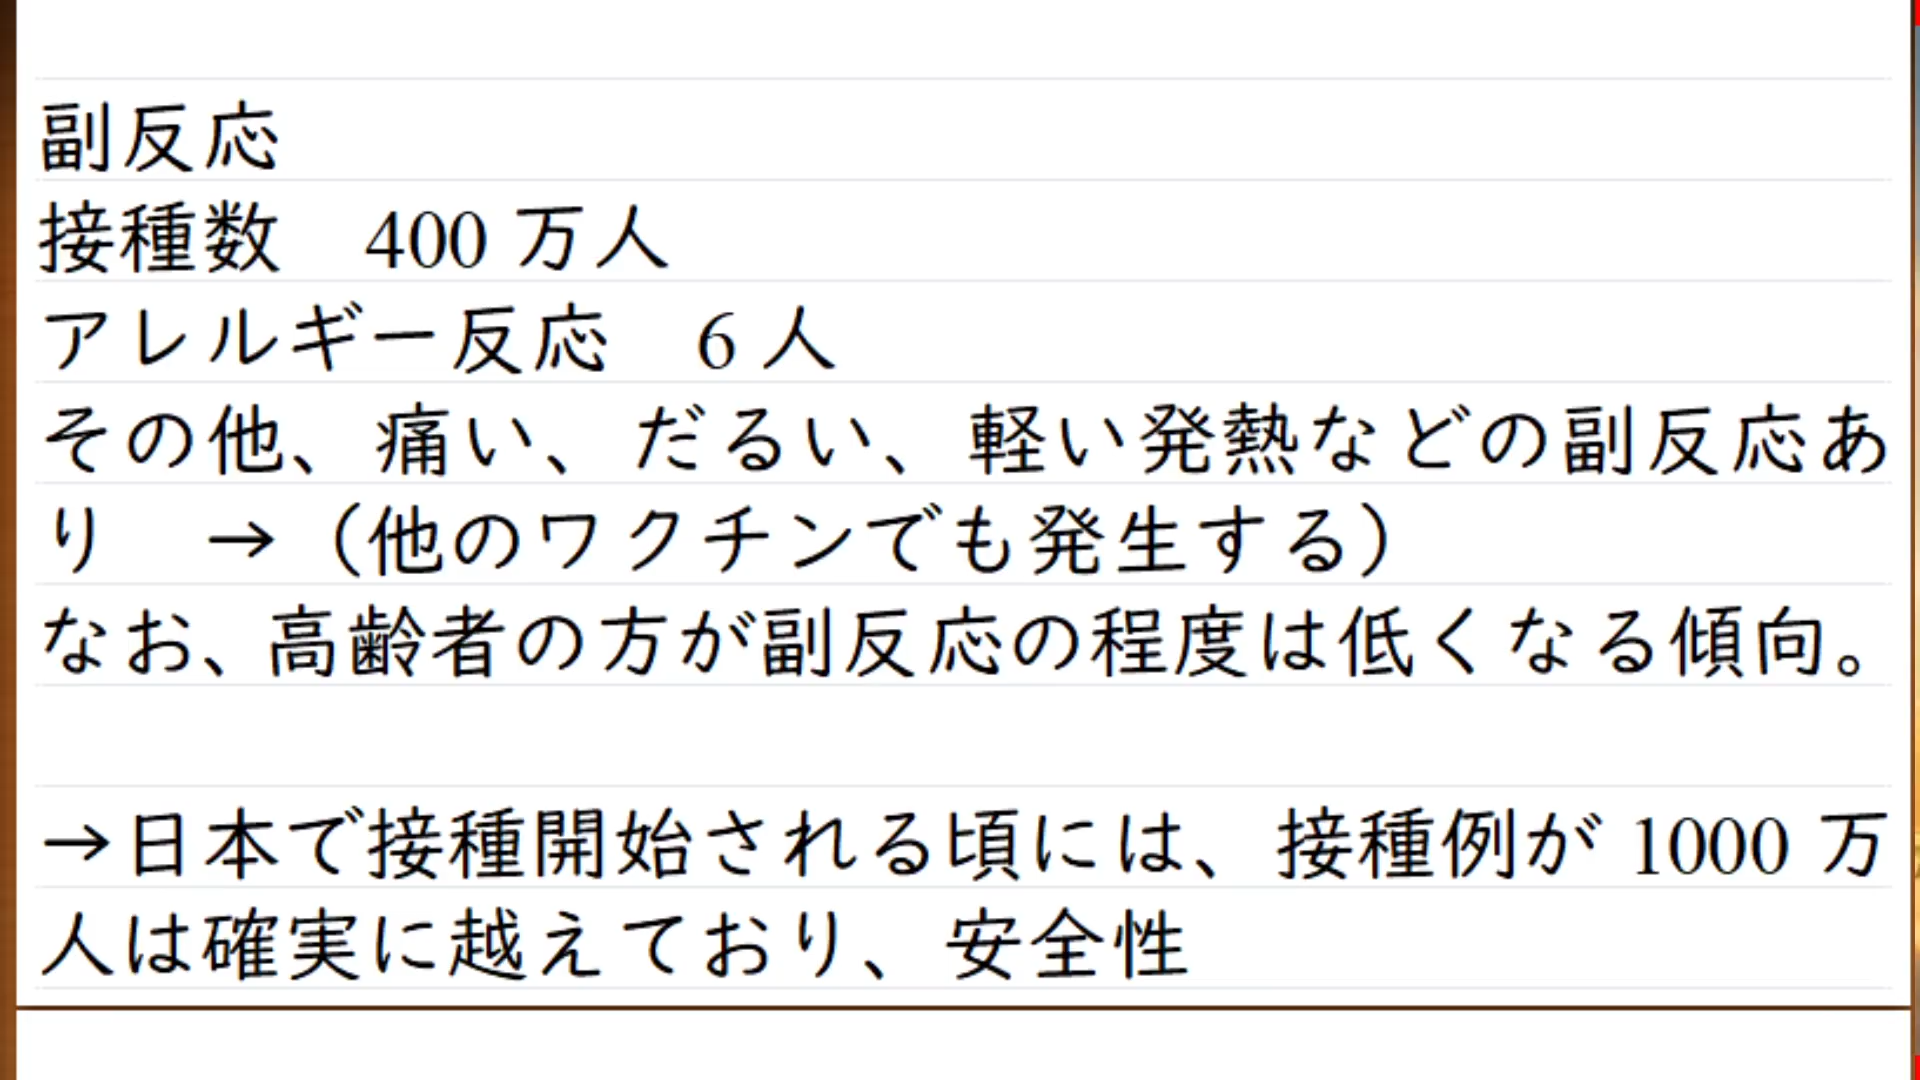 副反応
接種数　400 万人
アレルギー反応　6 人
その他、痛い、だるい、軽い発熱などの副反応あ
り　→（他のワクチンでも発生する）
なお、高齢者の方が副反応の程度は低くなる傾向。
→日本で接種開始される頃には、接種例が 1000 万
人は確実に越えており、安全性